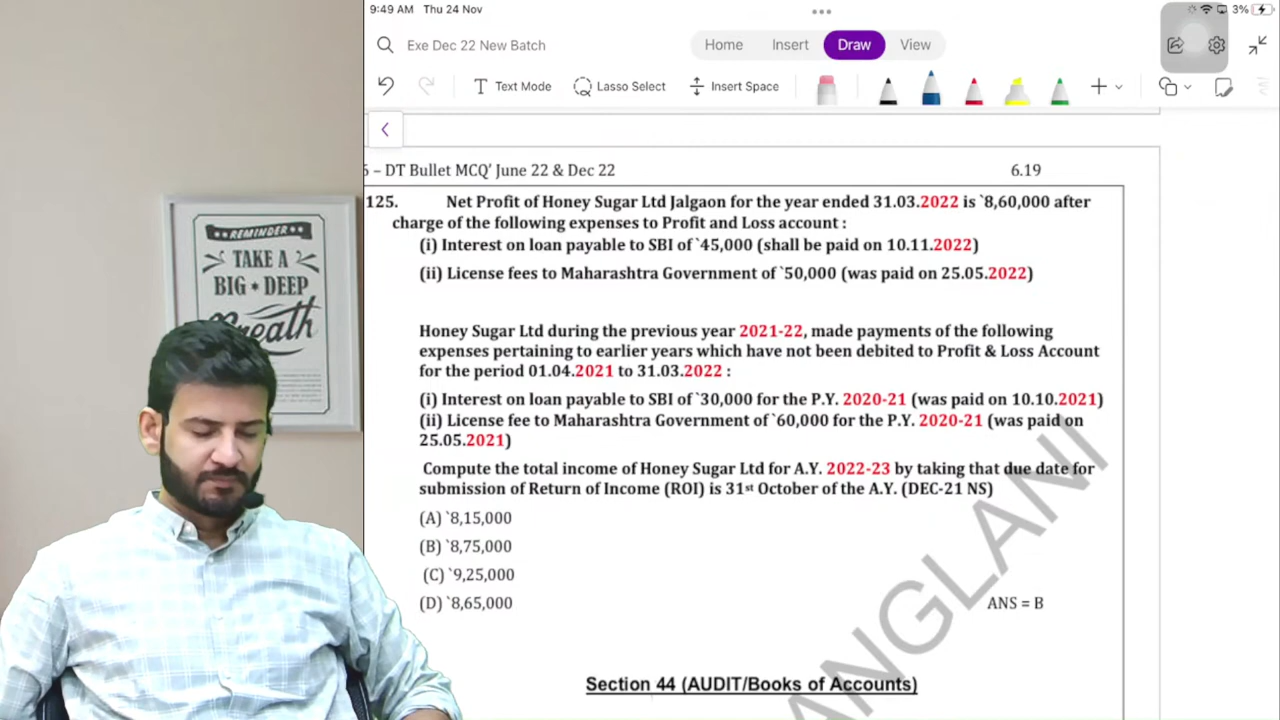 9:49 AM Thu 24 Nov
3%
Exe Dec 22 New Batch
Home Insert Draw View
Text Mode Lasso Select Insert Space
– DT Bullet MCQ' June 22 & Dec 22 6.19
125. Net Profit of Honey Sugar Ltd Jalgaon for the year ended 31.03.2022 is `8,60,000 after
charge of the following expenses to Profit and Loss account :
(i) Interest on loan payable to SBI of `45,000 (shall be paid on 10.11.2022)
(ii) License fees to Maharashtra Government of `50,000 (was paid on 25.05.2022)
Honey Sugar Ltd during the previous year 2021-22, made payments of the following
expenses pertaining to earlier years which have not been debited to Profit & Loss Account
for the period 01.04.2021 to 31.03.2022 :
(i) Interest on loan payable to SBI of `30,000 for the P.Y. 2020-21 (was paid on 10.10.2021)
(ii) License fee to Maharashtra Government of `60,000 for the P.Y. 2020-21 (was paid on
25.05.2021)
Compute the total income of Honey Sugar Ltd for A.Y. 2022-23 by taking that due date for
submission of Return of Income (ROI) is 31st October of the A.Y. (DEC-21 NS)
(A) `8,15,000
(B) `8,75,000
(C) `9,25,000
(D) `8,65,000 ANS = B
Section 44 (AUDIT/Books of Accounts)
ANGLANI
REMINDER
TAKE A
BIG DEEP
Breath